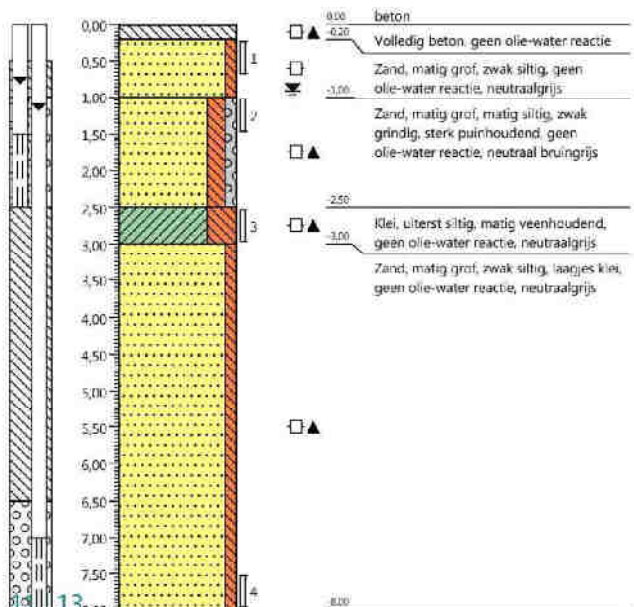 0,00
0,50
1,00
1,50
2,00
2,50
3,00
3,50
4,00
4,50
5,00
5,50
6,00
6,50
7,00
7,50
1
2
3
4
13
0,00 beton
-0,20
Volledig beton, geen olie-water reactie
Zand, matig grof, zwak siltig, geen
-1,00 olie-water reactie, neutraalgrijs
Zand, matig grof, matig siltig, zwak
grindig, sterk puinhoudend, geen
olie-water reactie, neutraal bruingrijs
-2,50
Klei, uiterst siltig, matig veenhoudend,
-3,00 geen olie-water reactie, neutraalgrijs
Zand, matig grof, zwak siltig, laagjes klei,
geen olie-water reactie, neutraalgrijs
-8,00